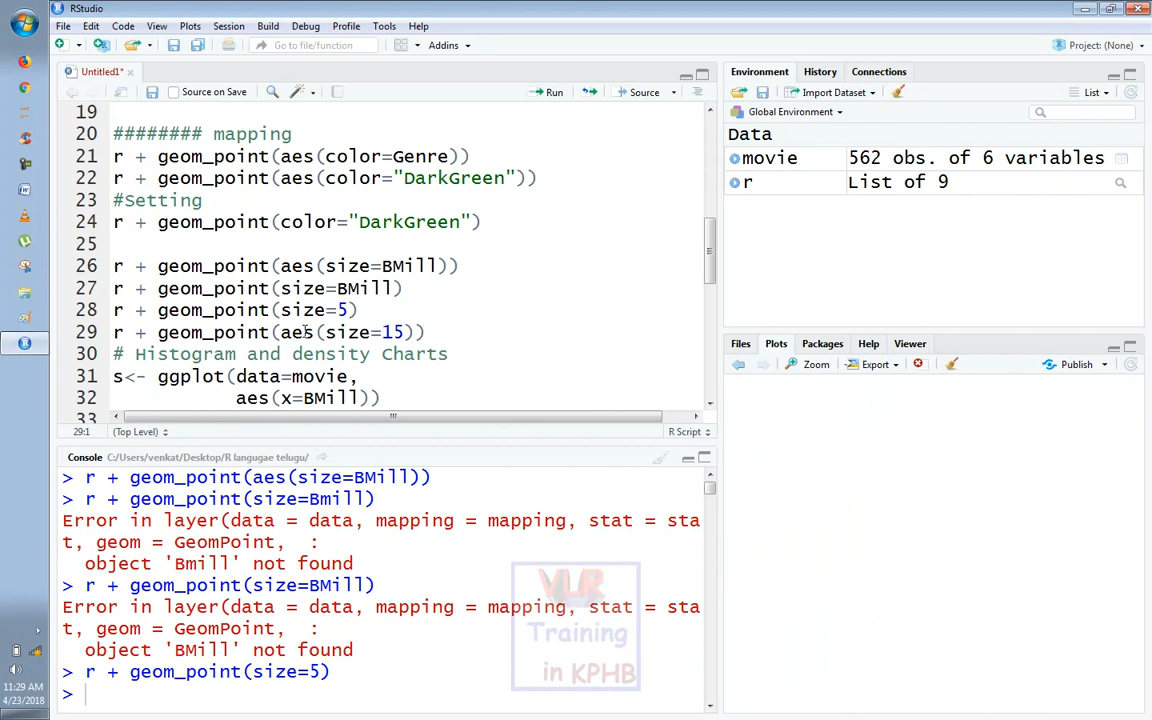 RStudio
File Edit Code View Plots Session Build Debug Profile Tools Help
Go to file/function Addins Project: (None)
Untitled1*
Source on Save Run Source
19
20 ######## mapping
21 r + geom_point(aes(color=Genre))
22 r + geom_point(aes(color="DarkGreen"))
23 #Setting
24 r + geom_point(color="DarkGreen")
25
26 r + geom_point(aes(size=BMill))
27 r + geom_point(size=BMill)
28 r + geom_point(size=5)
29 r + geom_point(aes(size=15))
30 # Histogram and density Charts
31 s<- ggplot(data=movie,
32 aes(x=BMill))
33
29:1 (Top Level) R Script
Console C:/Users/venkat/Desktop/R langugae telugu/
> r + geom_point(aes(size=BMill))
> r + geom_point(size=Bmill)
Error in layer(data = data, mapping = mapping, stat = sta
t, geom = GeomPoint,  :
object 'Bmill' not found
> r + geom_point(size=BMill)
Error in layer(data = data, mapping = mapping, stat = sta
t, geom = GeomPoint,  :
object 'BMill' not found
> r + geom_point(size=5)
>
Environment History Connections
Import Dataset List
Global Environment
Data
movie 562 obs. of 6 variables
r List of 9
Files Plots Packages Help Viewer
Zoom Export Publish
VLR
Training
in KPHB
11:29 AM
4/23/2018